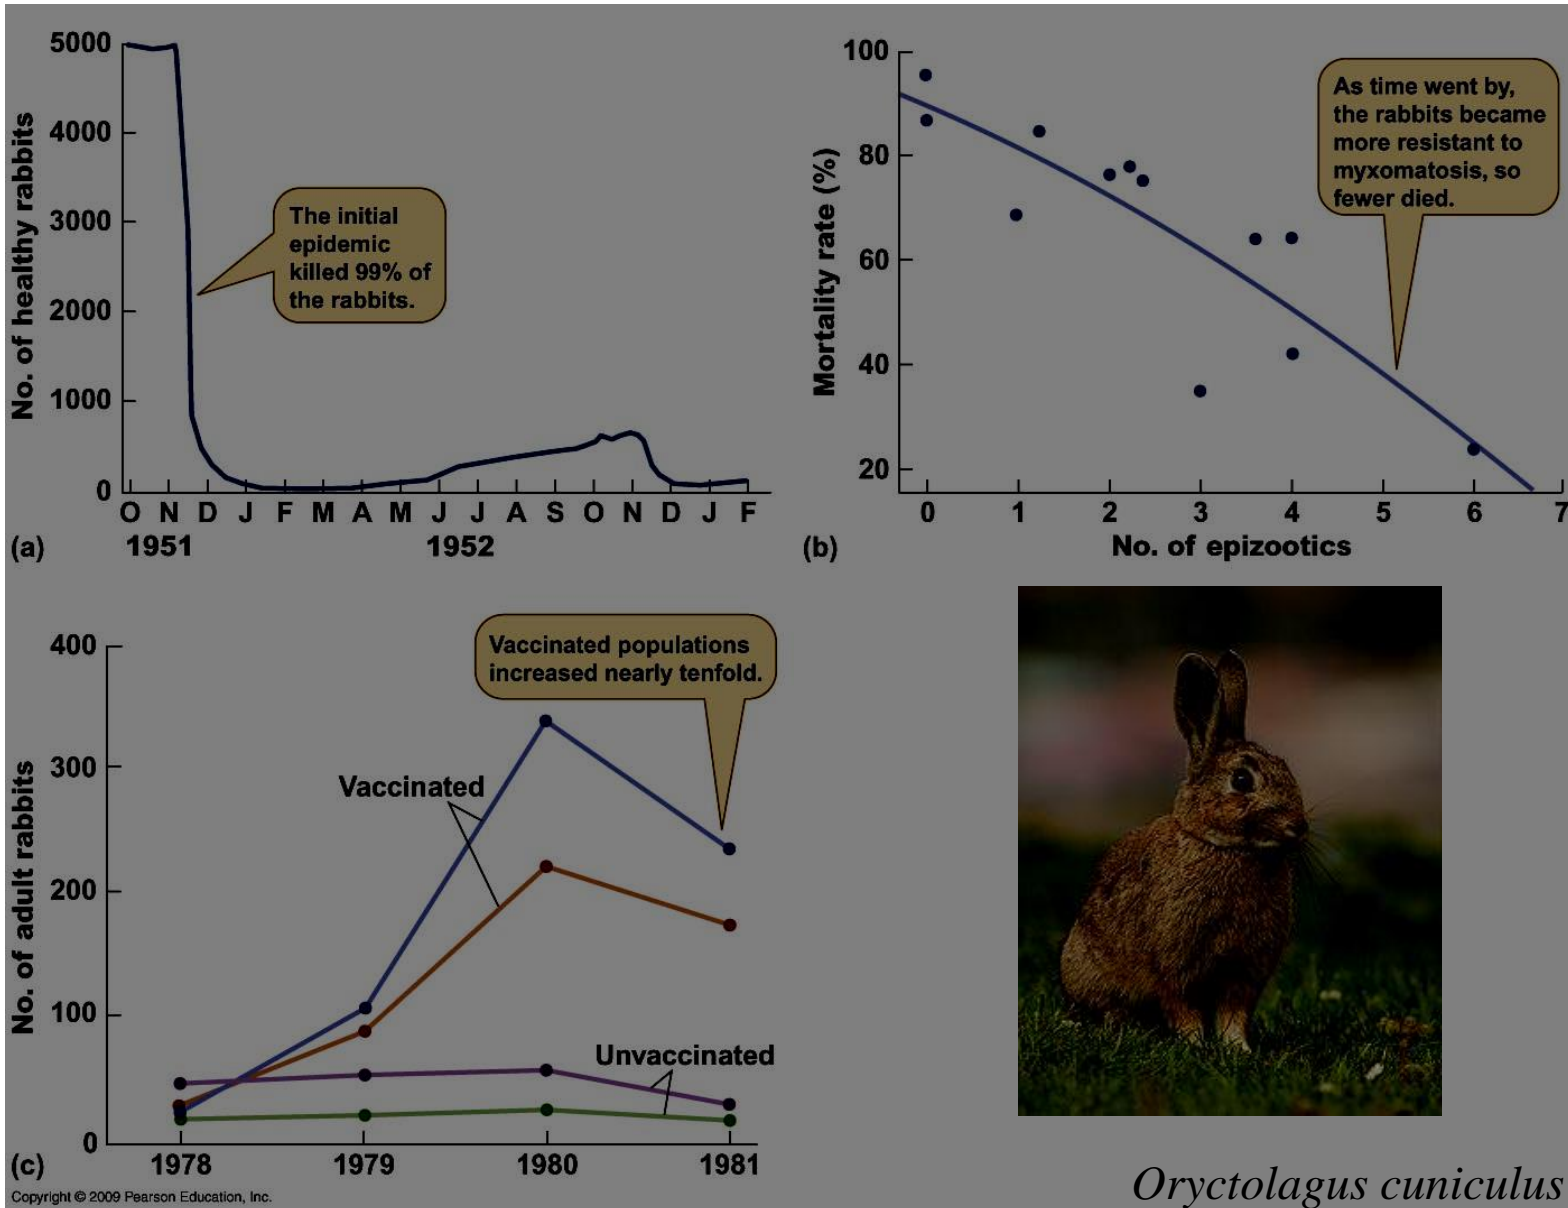 5000
4000
3000
2000
1000
0
No. of healthy rabbits
The initial
epidemic
killed 99% of
the rabbits.
O N D J F M A M J J A S O N D J F
1951 1952
(a)
100
80
60
40
20
Mortality rate (%)
As time went by,
the rabbits became
more resistant to
myxomatosis, so
fewer died.
0 1 2 3 4 5 6 7
No. of epizootics
(b)
400
300
200
100
0
No. of adult rabbits
Vaccinated populations
increased nearly tenfold.
Vaccinated
Unvaccinated
1978 1979 1980 1981
(c)
Copyright © 2009 Pearson Education, Inc.
Oryctolagus cuniculus